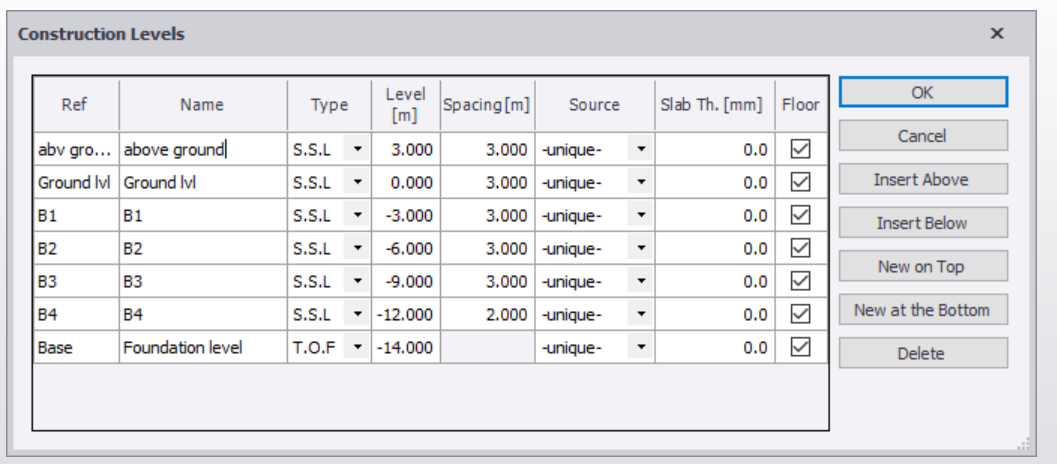 Construction Levels
Ref Name Type Level [m] Spacing[m] Source Slab Th. [mm] Floor
abv gro... above ground S.S.L 3.000 3.000 -unique- 0.0
Ground lvl Ground lvl S.S.L 0.000 3.000 -unique- 0.0
B1 B1 S.S.L -3.000 3.000 -unique- 0.0
B2 B2 S.S.L -6.000 3.000 -unique- 0.0
B3 B3 S.S.L -9.000 3.000 -unique- 0.0
B4 B4 S.S.L -12.000 2.000 -unique- 0.0
Base Foundation level T.O.F -14.000 -unique- 0.0
OK
Cancel
Insert Above
Insert Below
New on Top
New at the Bottom
Delete